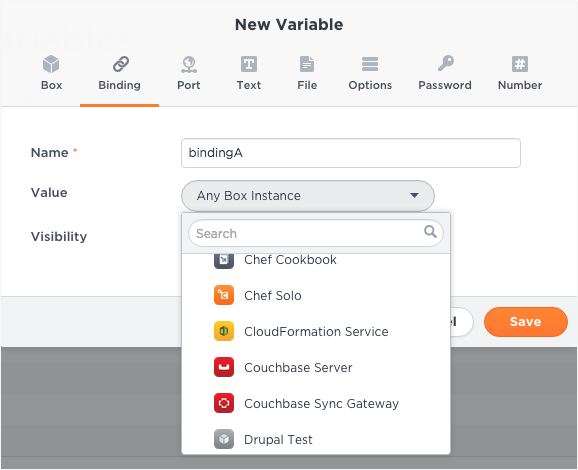 New Variable
Box Binding Port Text File Options Password Number
Name *
bindingA
Value
Any Box Instance
Visibility
Search
Chef Cookbook
Chef Solo
CloudFormation Service
Couchbase Server
Couchbase Sync Gateway
Drupal Test
Save